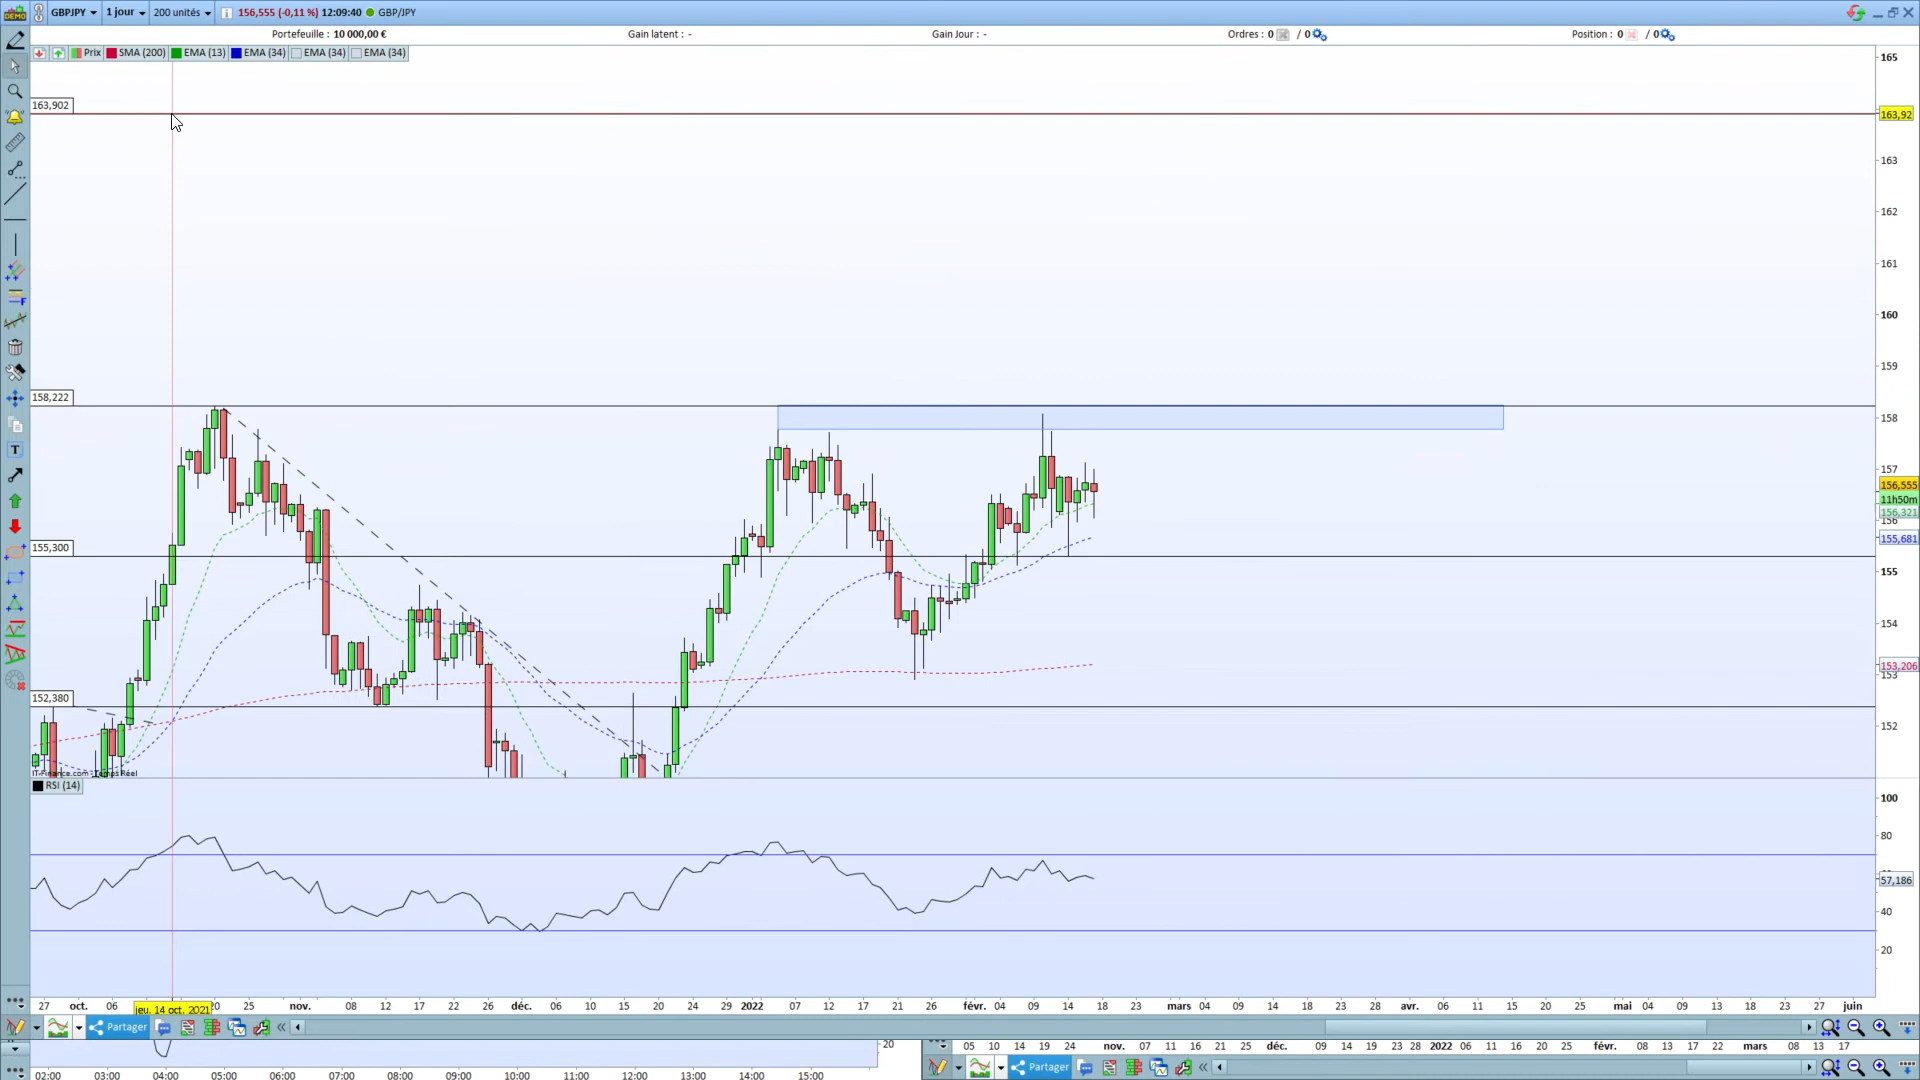 DEMO GBPJPY 1 jour 200 unités 156,555 (-0,11 %) 12:09:40 GBP/JPY
Portefeuille : 10 000,00 € Gain latent : - Gain Jour : - Ordres : 0 / 0 Position : 0 / 0
Prix SMA (200) EMA (13) EMA (34) EMA (34) EMA (34)
165
163,902
163,92
163
162
161
160
159
158,222
158
157
156,555
11h50m
156,321
156
155,681
155,300
155
154
153,206
153
152,380
152
IT-Finance.com - Temps Réel
RSI (14)
100
80
57,186
40
20
27 oct. 06 jeu. 14 oct. 2021 20 25 nov. 08 12 17 22 26 déc. 06 10 15 20 24 29 2022 07 12 17 21 26 févr. 04 09 14 18 23 mars 04 09 14 18 23 28 avr. 06 11 15 20 25 mai 04 09 13 18 23 27 juin
Partager
20
05 10 14 19 24 nov. 07 11 16 21 25 déc. 09 14 19 23 28 2022 06 11 16 20 25 févr. 08 13 17 22 mars 08 13 17
Partager
02:00 03:00 04:00 05:00 06:00 07:00 08:00 09:00 10:00 11:00 12:00 13:00 14:00 15:00